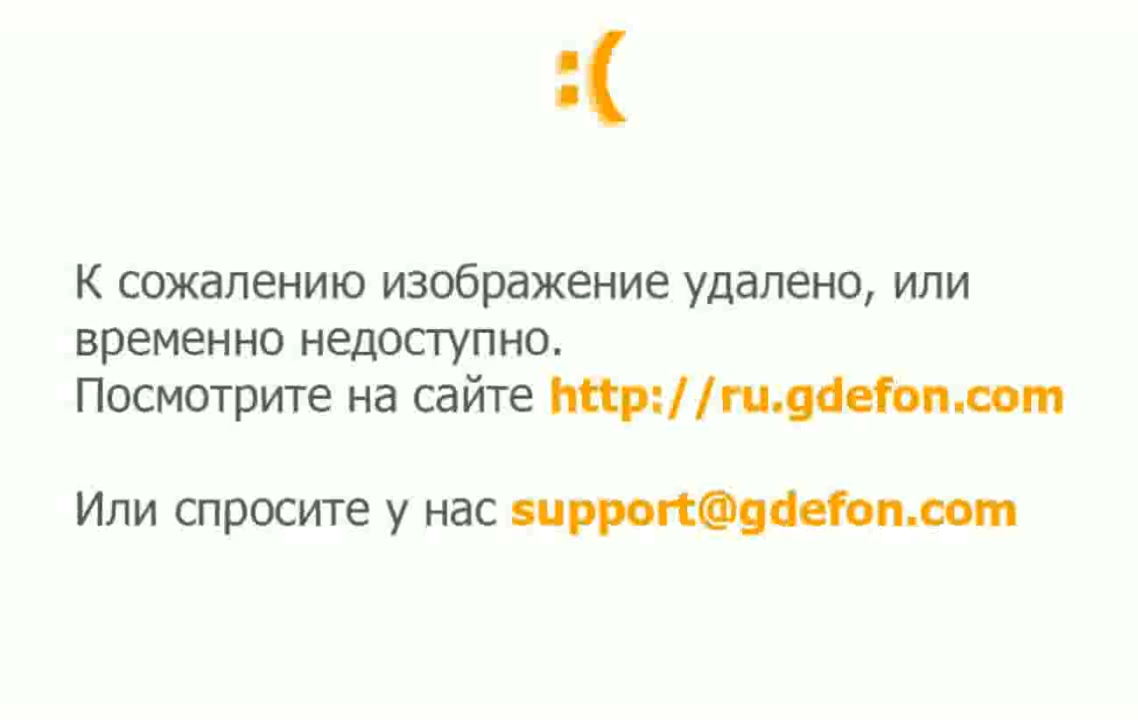 :(
К сожалению изображение удалено, или
временно недоступно.
Посмотрите на сайте http://ru.gdefon.com
Или спросите у нас support@gdefon.com